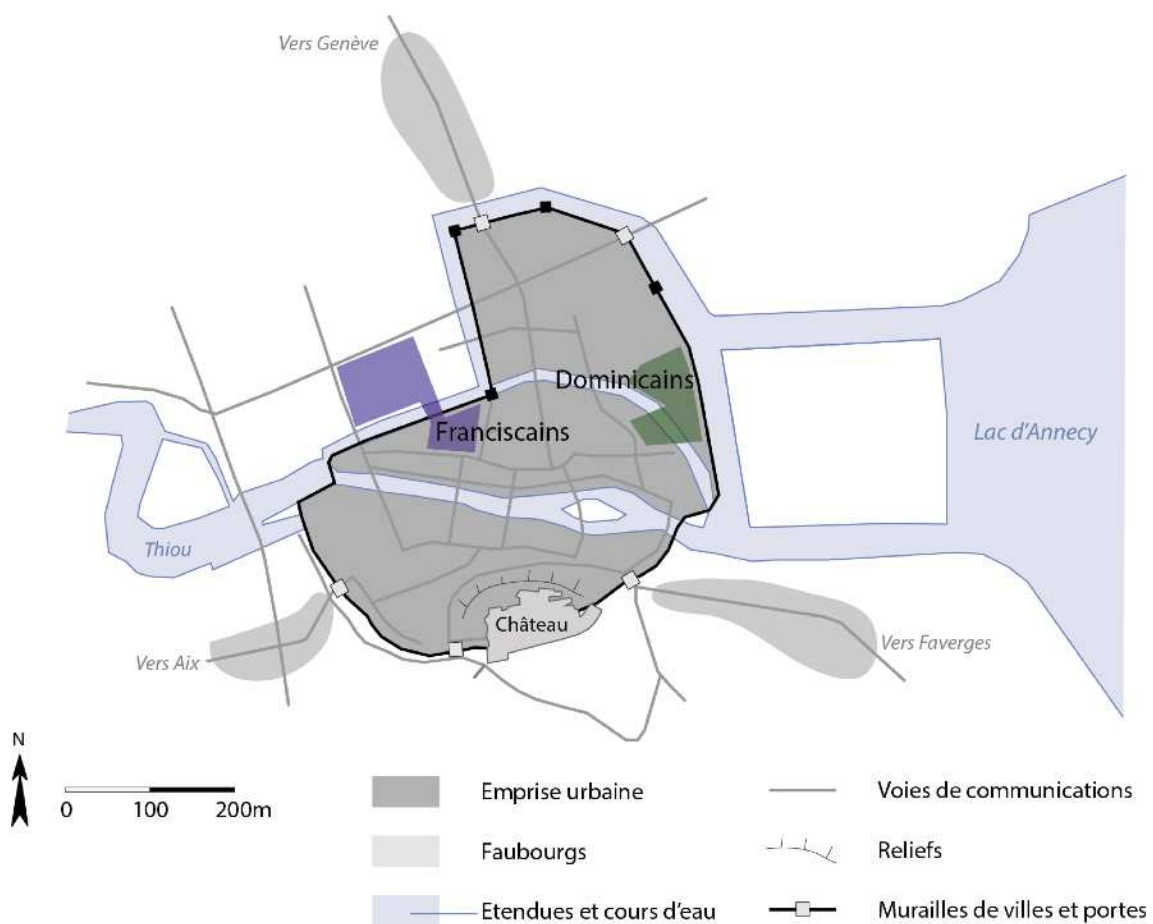 Vers Genève
Dominicains
Franciscains
Lac d'Annecy
Thiou
Château
Vers Aix
Vers Faverges
N
0 100 200m
Emprise urbaine
Voies de communications
Faubourgs
Reliefs
Etendues et cours d'eau
Murailles de villes et portes